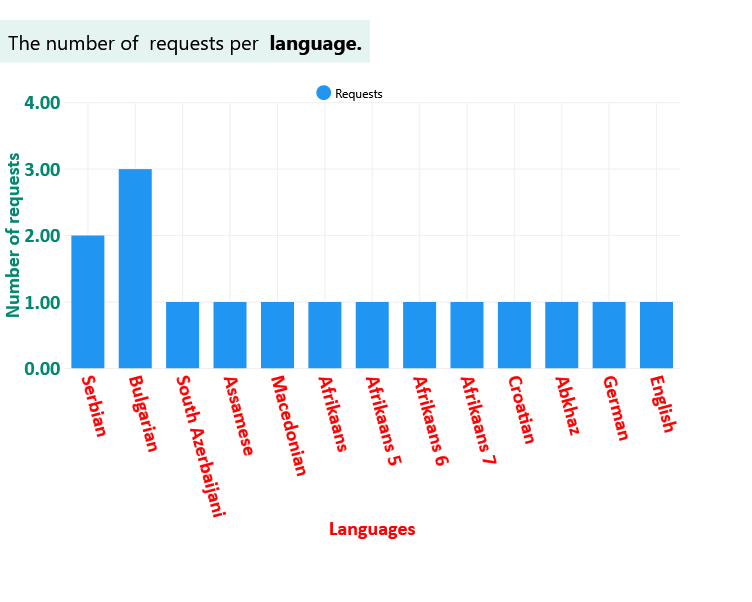 The number of  requests per  language.
Requests
4.00
3.00
2.00
1.00
0.00
Number of requests
Serbian
Bulgarian
South Azerbaijani
Assamese
Macedonian
Afrikaans
Afrikaans 5
Afrikaans 6
Afrikaans 7
Croatian
Abkhaz
German
English
Languages